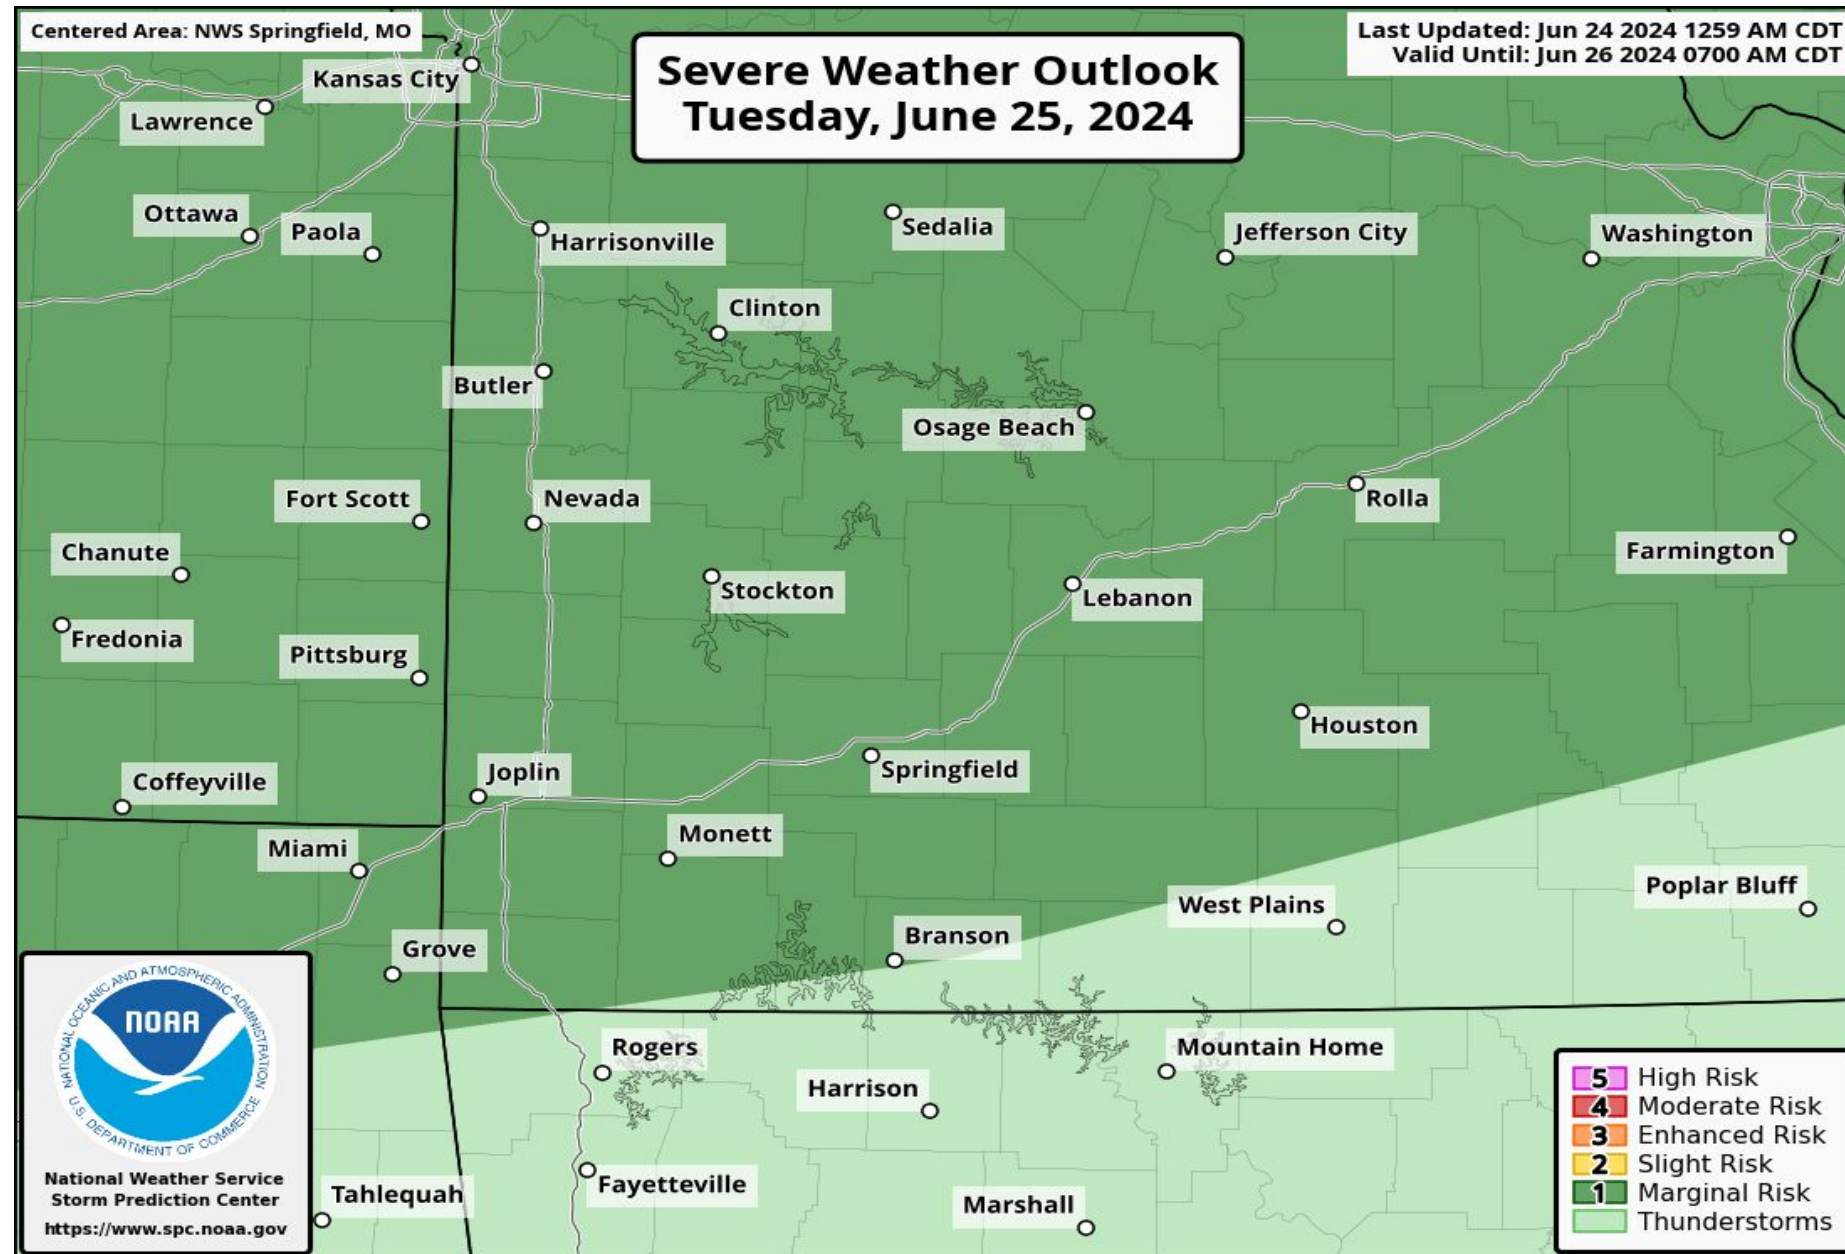 Centered Area: NWS Springfield, MO
Last Updated: Jun 24 2024 1259 AM CDT
Valid Until: Jun 26 2024 0700 AM CDT
Severe Weather Outlook
Tuesday, June 25, 2024
Kansas City
Lawrence
Ottawa
Paola
Harrisonville
Sedalia
Jefferson City
Washington
Clinton
Butler
Osage Beach
Fort Scott
Nevada
Rolla
Chanute
Farmington
Stockton
Lebanon
Fredonia
Pittsburg
Houston
Coffeyville
Joplin
Springfield
Miami
Monett
Poplar Bluff
West Plains
Grove
Branson
Rogers
Mountain Home
Harrison
Tahlequah
Fayetteville
Marshall
NATIONAL OCEANIC AND ATMOSPHERIC ADMINISTRATION
NOAA
U.S. DEPARTMENT OF COMMERCE
National Weather Service
Storm Prediction Center
https://www.spc.noaa.gov
5 High Risk
4 Moderate Risk
3 Enhanced Risk
2 Slight Risk
1 Marginal Risk
Thunderstorms